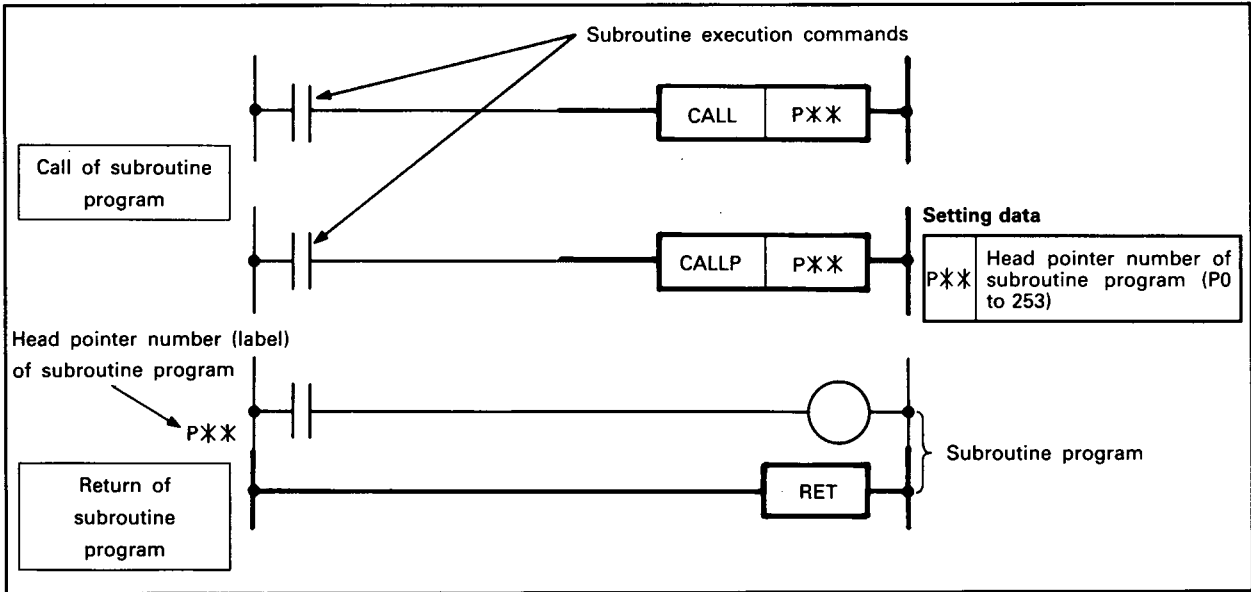 Subroutine execution commands
CALL P**
Call of subroutine
program
Setting data
CALLP P**
P** Head pointer number of
subroutine program (P0
to 253)
Head pointer number (label)
of subroutine program
P**
Subroutine program
Return of
subroutine
program
RET